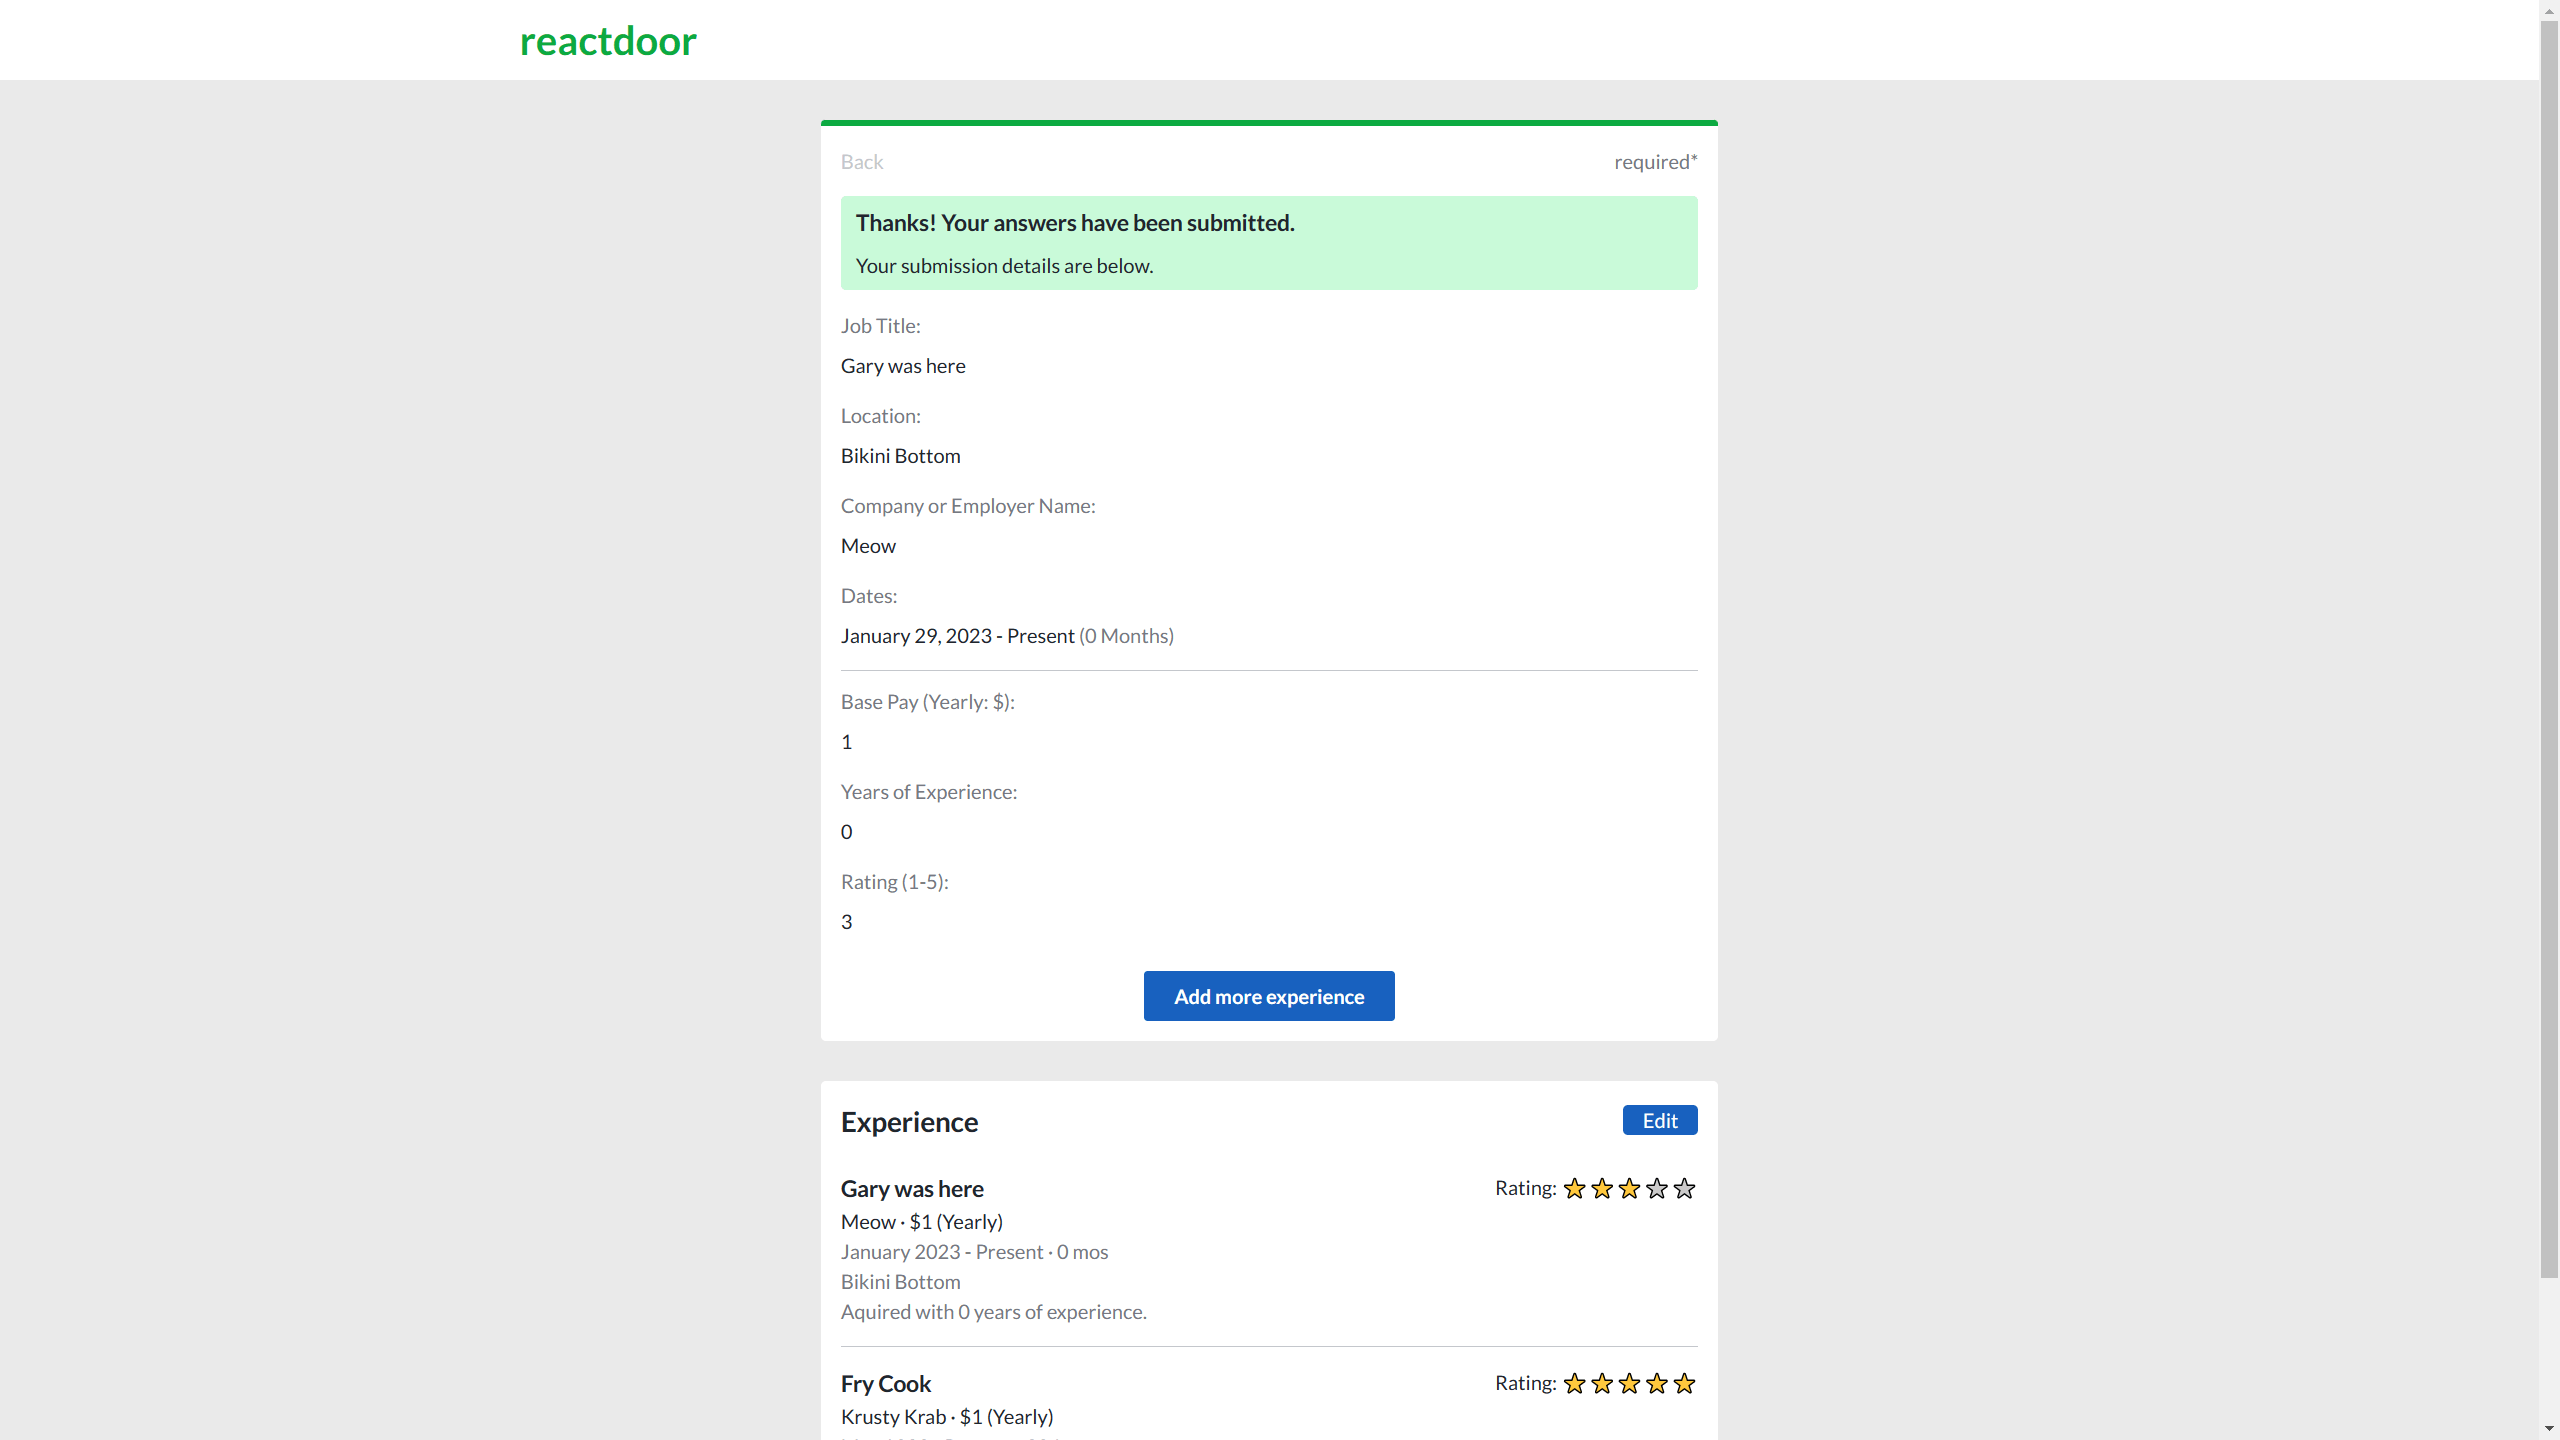 reactdoor
Back
required*
Thanks! Your answers have been submitted.
Your submission details are below.
Job Title:
Gary was here
Location:
Bikini Bottom
Company or Employer Name:
Meow
Dates:
January 29, 2023 - Present (0 Months)
Base Pay (Yearly: $):
1
Years of Experience:
0
Rating (1-5):
3
Add more experience
Experience
Edit
Gary was here
Rating:
Meow · $1 (Yearly)
January 2023 - Present · 0 mos
Bikini Bottom
Aquired with 0 years of experience.
Fry Cook
Rating:
Krusty Krab · $1 (Yearly)